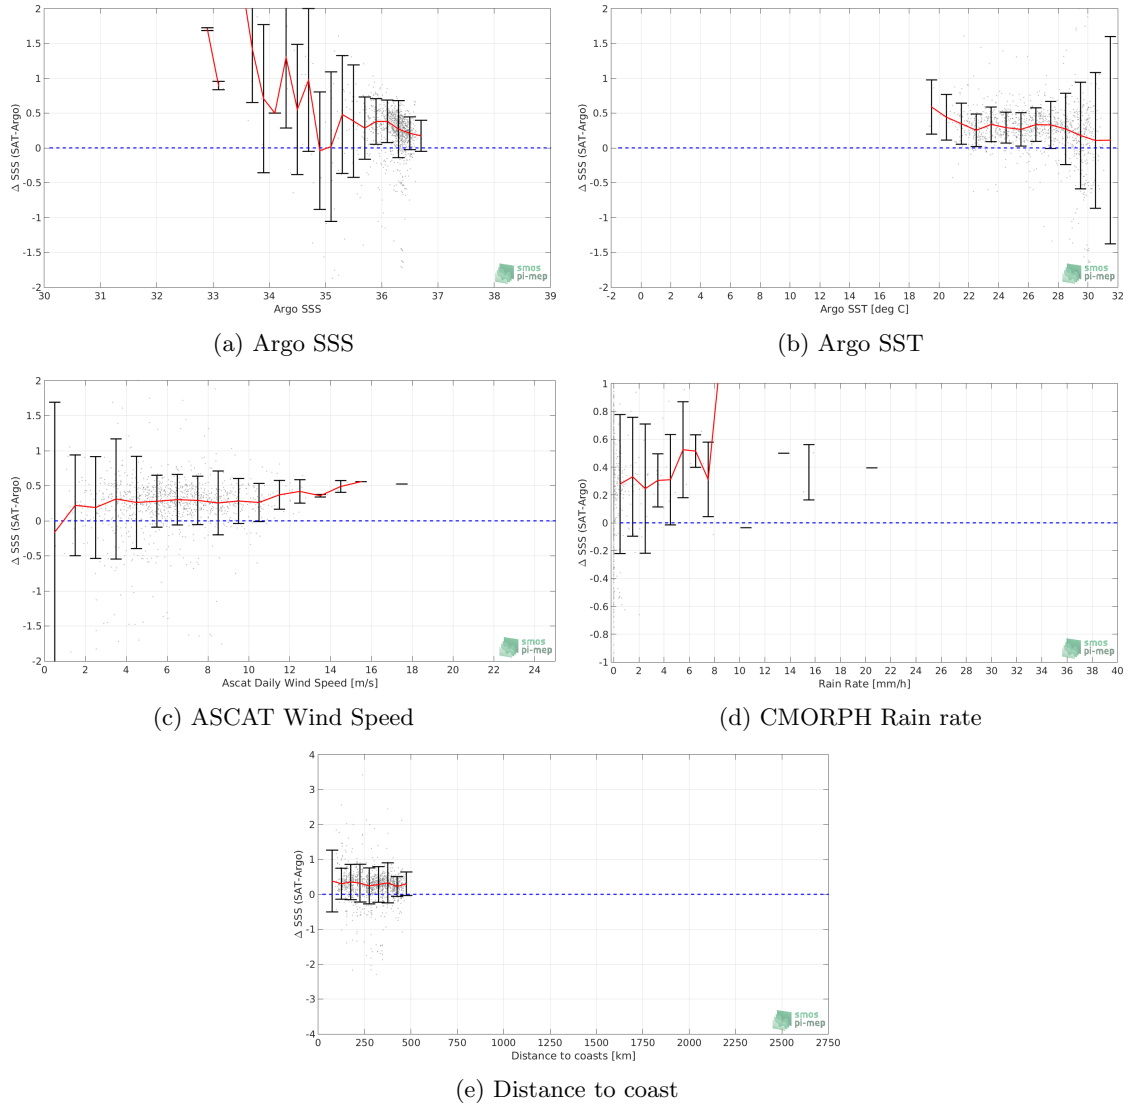 2
1.5
1
0.5
0
-0.5
-1
-1.5
-2
Δ SSS (SAT-Argo)
30 31 32 33 34 35 36 37 38 39
Argo SSS
smos
pi-mep
(a) Argo SSS
2
1.5
1
0.5
0
-0.5
-1
-1.5
-2
Δ SSS (SAT-Argo)
-2 0 2 4 6 8 10 12 14 16 18 20 22 24 26 28 30 32
Argo SST [deg C]
smos
pi-mep
(b) Argo SST
2
1.5
1
0.5
0
-0.5
-1
-1.5
-2
Δ SSS (SAT-Argo)
0 2 4 6 8 10 12 14 16 18 20 22 24
Ascat Daily Wind Speed [m/s]
smos
pi-mep
(c) ASCAT Wind Speed
1
0.8
0.6
0.4
0.2
0
-0.2
-0.4
-0.6
-0.8
-1
Δ SSS (SAT-Argo)
0 2 4 6 8 10 12 14 16 18 20 22 24 26 28 30 32 34 36 38 40
Rain Rate [mm/h]
smos
pi-mep
(d) CMORPH Rain rate
4
3
2
1
0
-1
-2
-3
-4
Δ SSS (SAT-Argo)
0 250 500 750 1000 1250 1500 1750 2000 2250 2500 2750
Distance to coasts [km]
smos
pi-mep
(e) Distance to coast